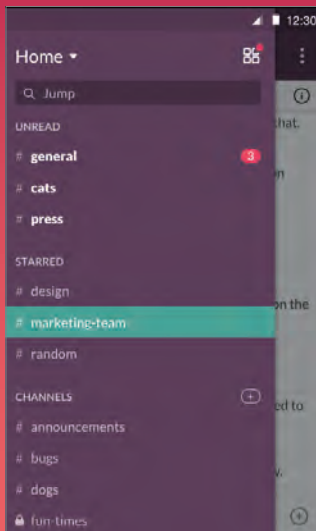 12:30
Home
Jump
UNREAD
# general 3
# cats
# press
that.
on
STARRED
# design
# marketing-team
# random
on the
CHANNELS
# announcements
# bugs
# dogs
fun-times
ed to